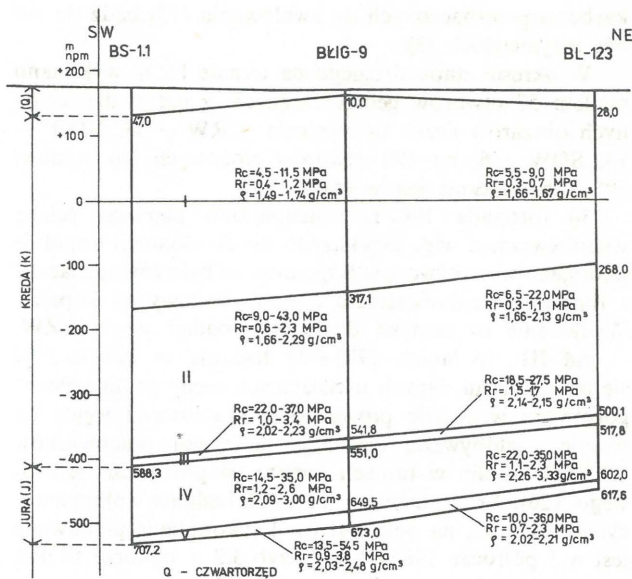 SW
NE
m
npm
BS-1.1
BŁIG-9
BL-123
+200
+100
0
-100
-200
-300
-400
-500
(Q)
KREDA (K)
JURA (J)
47,0
10,0
28,0
Rc=4,5-11,5 MPa
Rr=0,4-1,2 MPa
ϱ=1,49-1,74 g/cm³
Rc=5,5-9,0 MPa
Rr=0,3-0,7 MPa
ϱ=1,66-1,67 g/cm³
I
268,0
317,1
Rc=9,0-43,0 MPa
Rr=0,6-2,3 MPa
ϱ=1,66-2,29 g/cm³
Rc=6,5-22,0 MPa
Rr=0,3-1,1 MPa
ϱ=1,66-2,13 g/cm³
II
Rc=22,0-37,0 MPa
Rr=1,0-3,4 MPa
ϱ=2,02-2,23 g/cm³
Rc=18,5-27,5 MPa
Rr=1,5-1,7 MPa
ϱ=2,14-2,15 g/cm³
500,1
517,8
541,8
551,0
III
588,3
IV
Rc=14,5-35,0 MPa
Rr=1,2-2,6 MPa
ϱ=2,09-3,00 g/cm³
Rc=22,0-35,0 MPa
Rr=1,1-2,3 MPa
ϱ=2,26-3,33 g/cm³
602,0
617,6
649,5
673,0
Rc=10,0-36,0 MPa
Rr=0,7-2,3 MPa
ϱ=2,02-2,21 g/cm³
V
707,2
Rc=13,5-54,5 MPa
Rr=0,9-3,8 MPa
ϱ=2,03-2,48 g/cm³
Q - CZWARTORZĘD